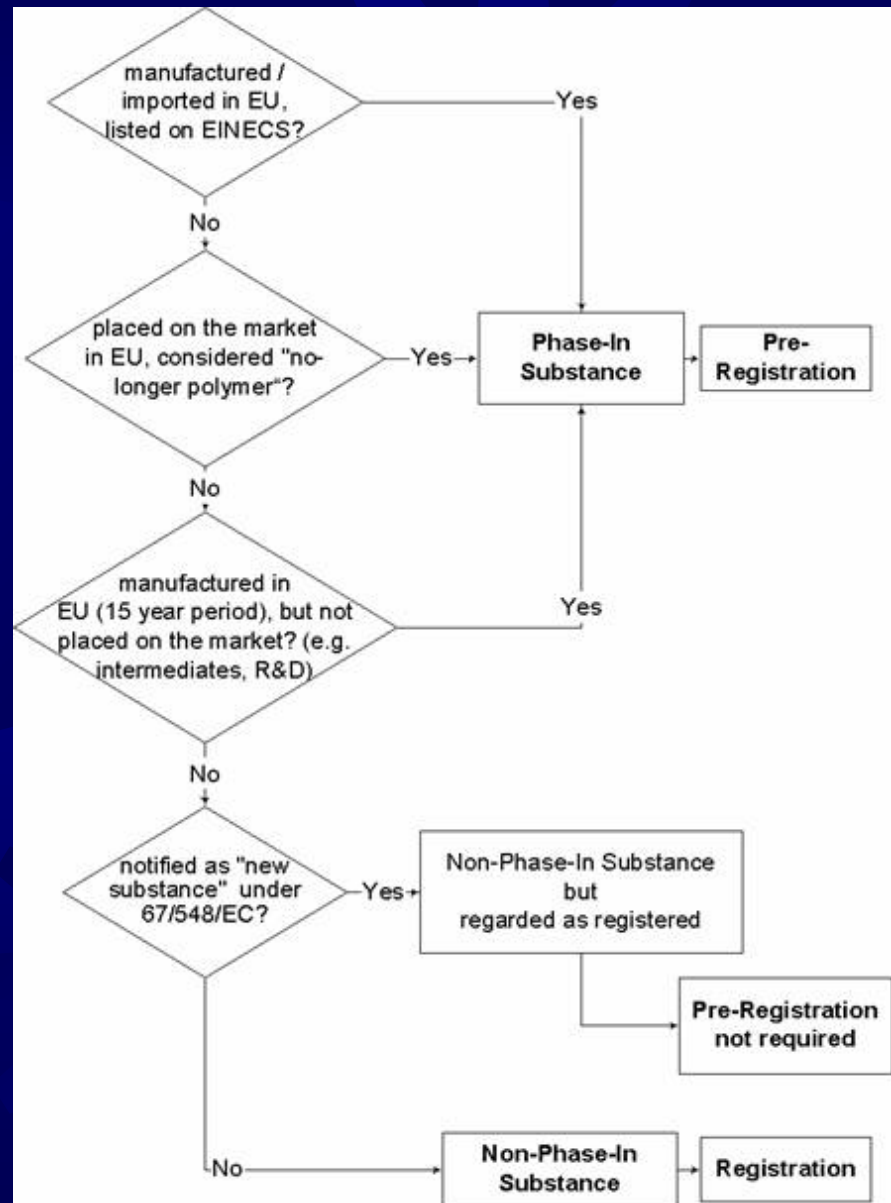 manufactured /
imported in EU,
listed on EINECS?
Yes
No
placed on the market
in EU, considered "no-
longer polymer“?
Yes
Phase-In
Substance
Pre-
Registration
No
manufactured in
EU (15 year period), but not
placed on the market? (e.g.
intermediates, R&D)
Yes
No
notified as "new
substance" under
67/548/EC?
Yes
Non-Phase-In Substance
but
regarded as registered
Pre-Registration
not required
No
Non-Phase-In
Substance
Registration